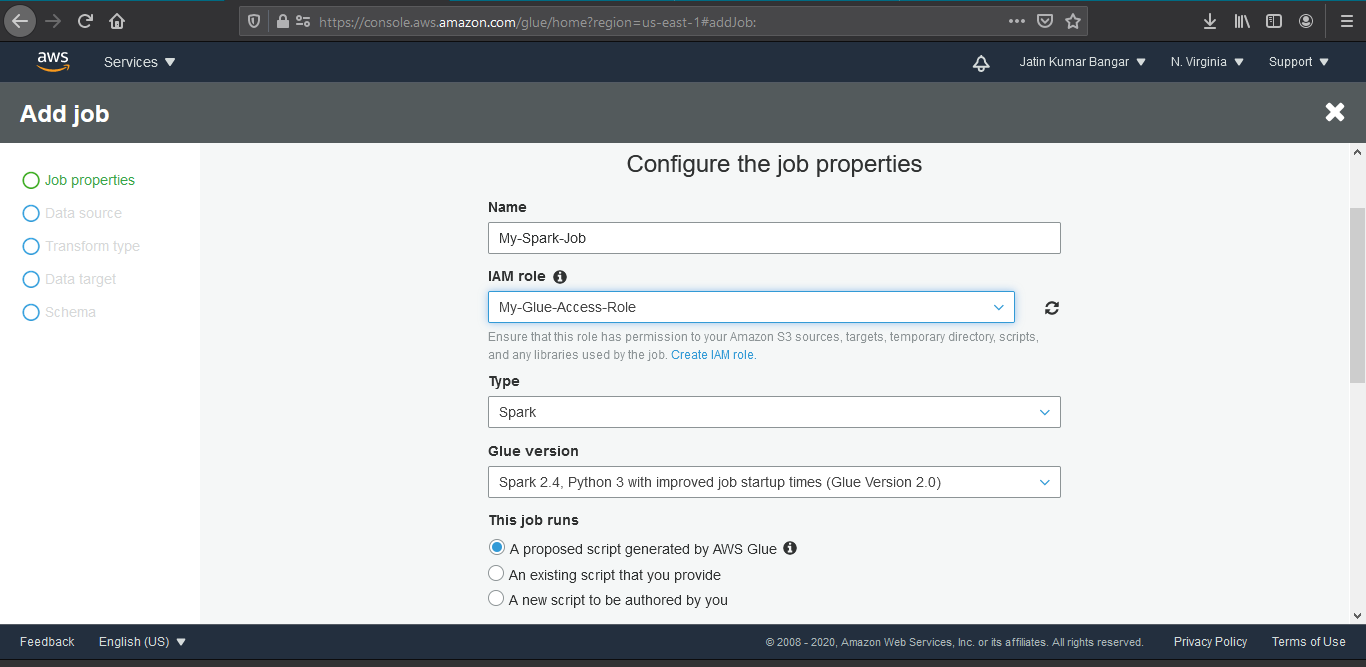 https://console.aws.amazon.com/glue/home?region=us-east-1#addJob:
aws
Services
Jatin Kumar Bangar
N. Virginia
Support
Add job
Job properties
Data source
Transform type
Data target
Schema
Configure the job properties
Name
My-Spark-Job
IAM role
My-Glue-Access-Role
Ensure that this role has permission to your Amazon S3 sources, targets, temporary directory, scripts,
and any libraries used by the job. Create IAM role.
Type
Spark
Glue version
Spark 2.4, Python 3 with improved job startup times (Glue Version 2.0)
This job runs
A proposed script generated by AWS Glue
An existing script that you provide
A new script to be authored by you
Feedback
English (US)
© 2008 - 2020, Amazon Web Services, Inc. or its affiliates. All rights reserved.
Privacy Policy
Terms of Use